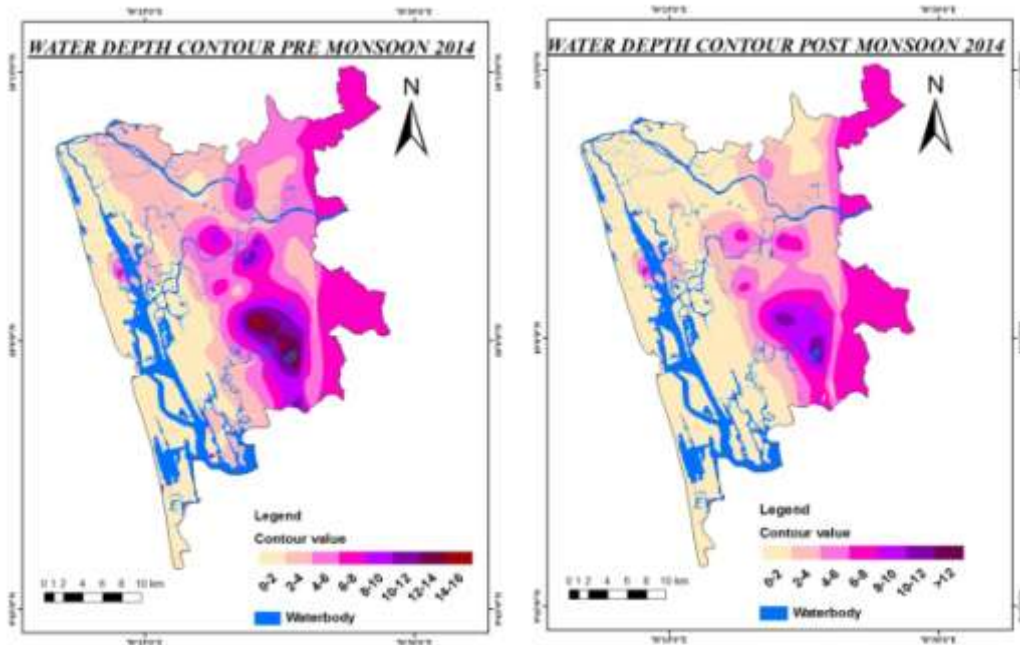 WATER DEPTH CONTOUR PRE MONSOON 2014
N
Legend
Contour value
0-2
2-4
4-6
6-8
8-10
10-12
12-14
14-16
0 1 2 4 6 8 10 km
Waterbody
WATER DEPTH CONTOUR POST MONSOON 2014
N
Legend
Contour value
0-2
2-4
4-6
6-8
8-10
10-12
>12
0 1 2 4 6 8 10 km
Waterbody